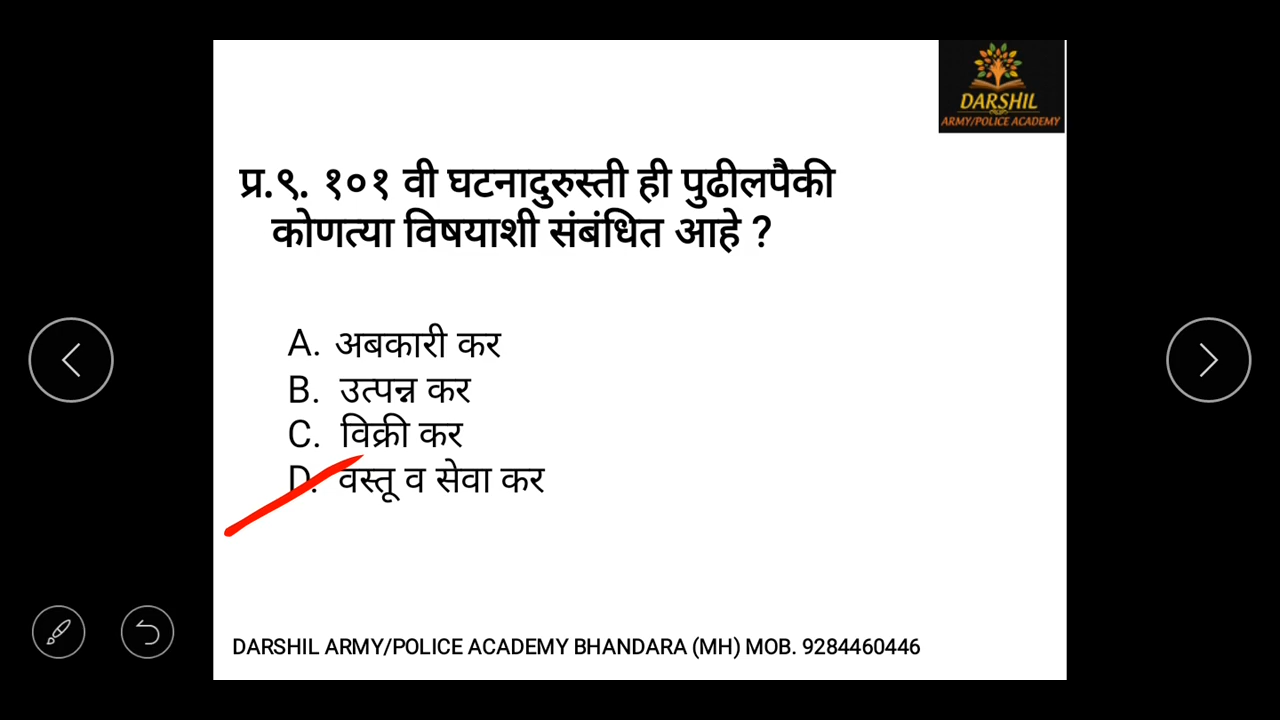 DARSHIL
ARMY/POLICE ACADEMY
प्र.९. १०१ वी घटनादुरुस्ती ही पुढीलपैकी
कोणत्या विषयाशी संबंधित आहे ?
A. अबकारी कर
B. उत्पन्न कर
C. विक्री कर
D. वस्तू व सेवा कर
DARSHIL ARMY/POLICE ACADEMY BHANDARA (MH) MOB. 9284460446